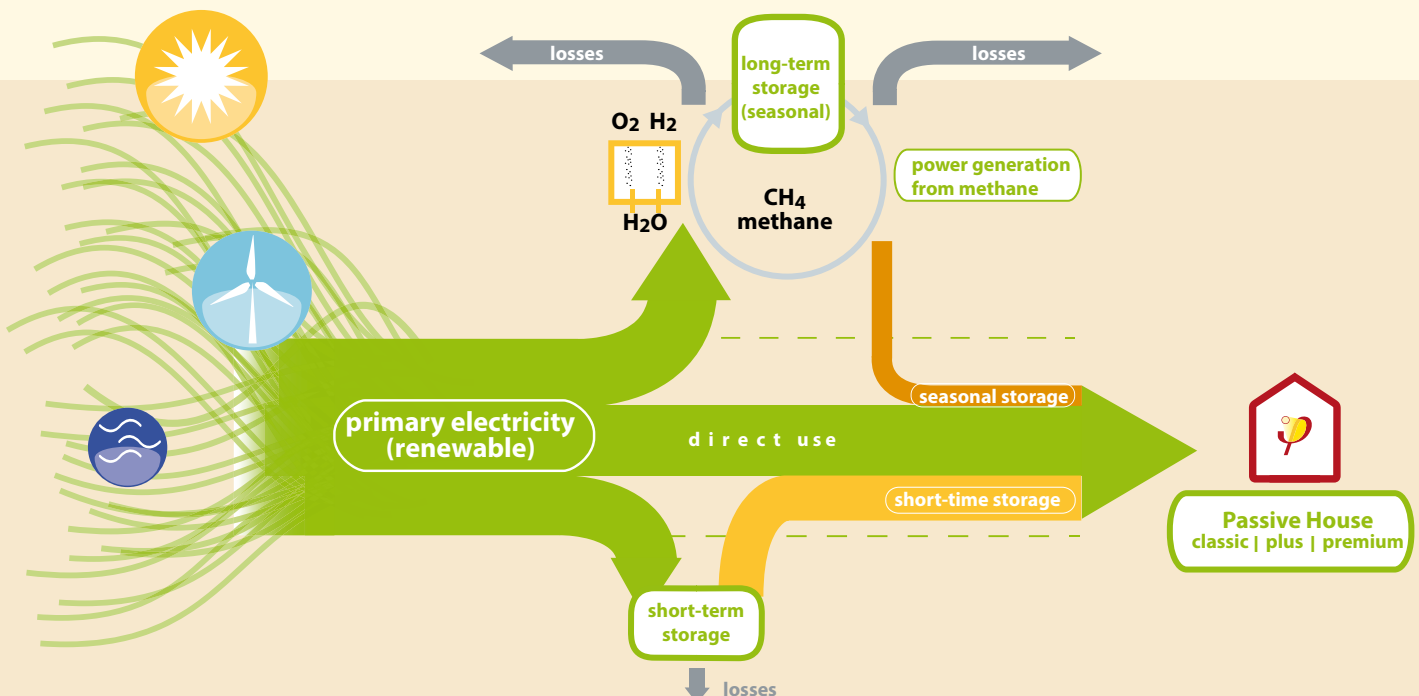 losses
long-term
storage
(seasonal)
losses
O2 H2
H2O
CH4
methane
power generation
from methane
primary electricity
(renewable)
direct use
seasonal storage
short-time storage
Passive House
classic | plus | premium
short-term
storage
losses